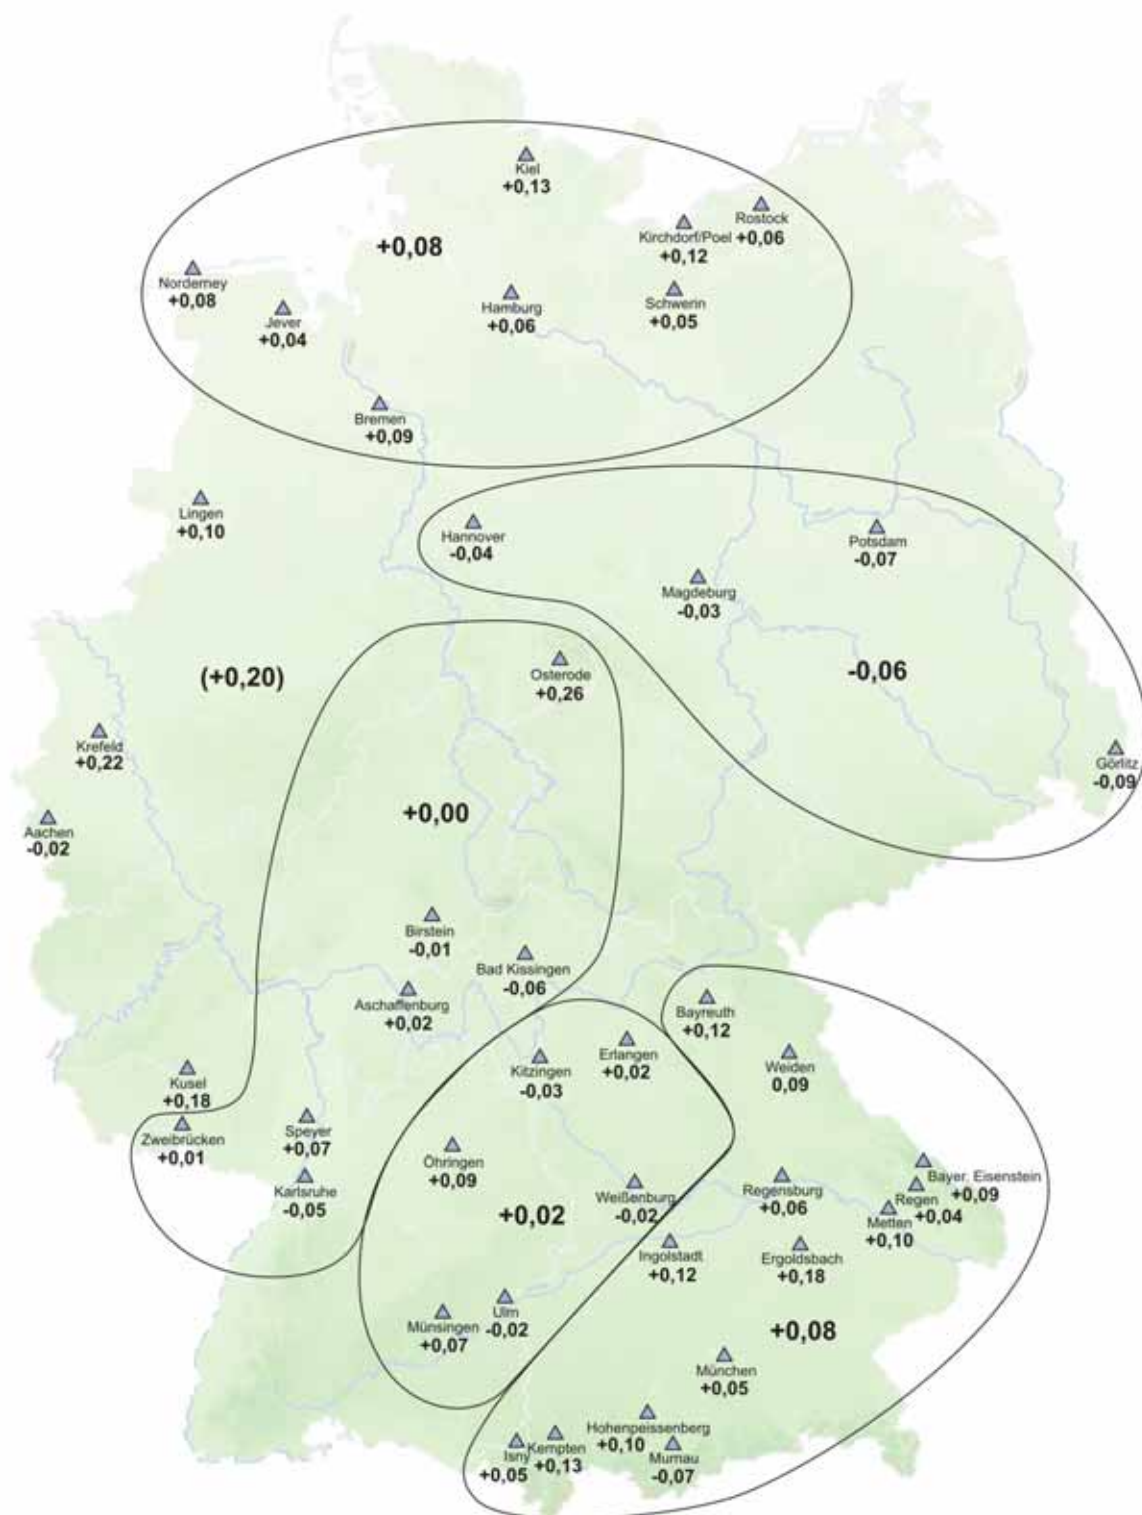 Kiel
+0,13
Rostock
+0,06
Kirchdorf/Poel
+0,12
+0,08
Norderney
+0,08
Jever
+0,04
Hamburg
+0,06
Schwerin
+0,05
Bremen
+0,09
Lingen
+0,10
Hannover
-0,04
Potsdam
-0,07
Magdeburg
-0,03
(+0,20)
Osterode
+0,26
-0,06
Krefeld
+0,22
Görlitz
-0,09
Aachen
-0,02
+0,00
Birstein
-0,01
Bad Kissingen
-0,06
Aschaffenburg
+0,02
Bayreuth
+0,12
Erlangen
+0,02
Kitzingen
-0,03
Weiden
0,09
Kusel
+0,18
Zweibrücken
+0,01
Speyer
+0,07
Karlsruhe
-0,05
Öhringen
+0,09
Weißenburg
-0,02
+0,02
Regensburg
+0,06
Bayer. Eisenstein
+0,09
Regen
+0,04
Metten
+0,10
Ingolstadt
+0,12
Ergoldsbach
+0,18
Ulm
-0,02
Münsingen
+0,07
+0,08
München
+0,05
Hohenpeissenberg
+0,10
Murnau
-0,07
Kempten
+0,13
Isny
+0,05